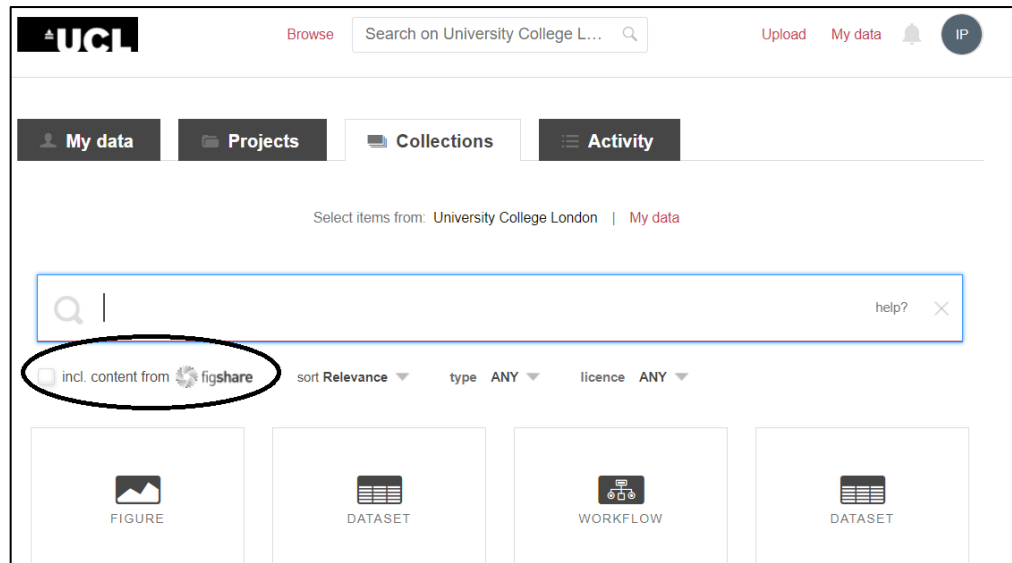 UCL
Browse Search on University College L... Upload My data IP
My data Projects Collections Activity
Select items from: University College London | My data
help?
incl. content from figshare sort Relevance type ANY licence ANY
FIGURE DATASET WORKFLOW DATASET